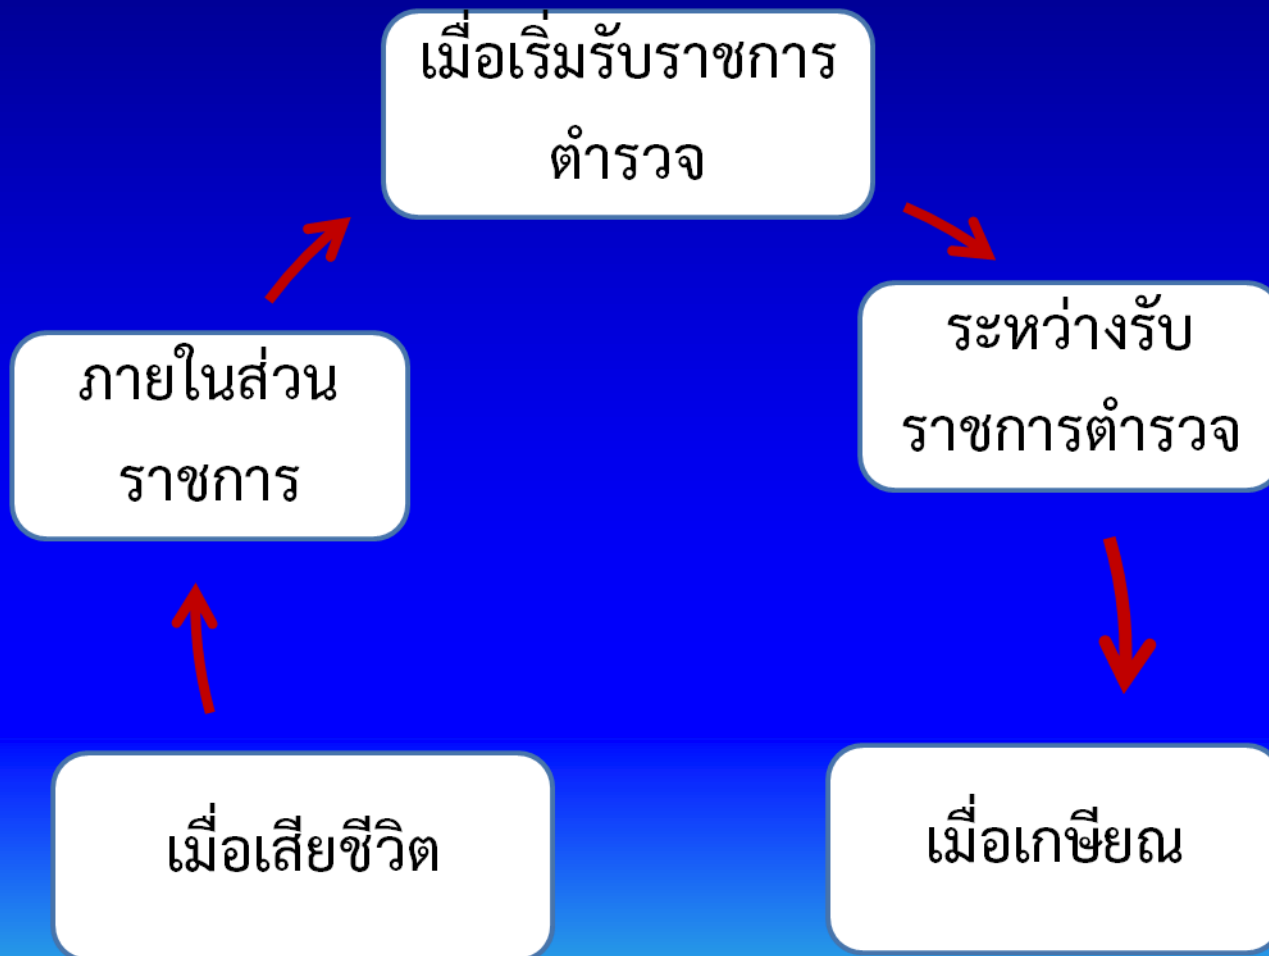 เมื่อเริ่มรับราชการ
ตำรวจ
ระหว่างรับ
ราชการตำรวจ
ภายในส่วน
ราชการ
เมื่อเสียชีวิต
เมื่อเกษียณ